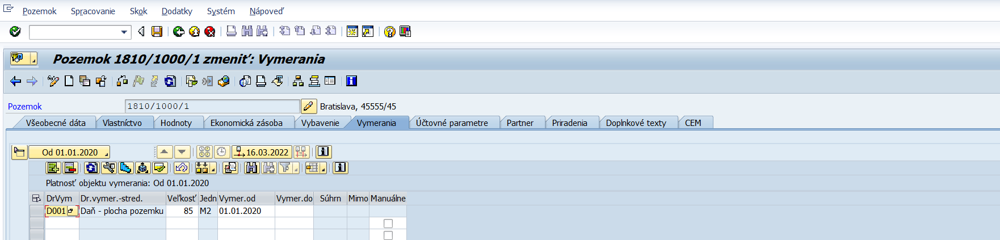 Pozemok Spracovanie Skok Dodatky Systém Nápoveď
Pozemok 1810/1000/1 zmeniť: Vymerania
Pozemok 1810/1000/1 Bratislava, 45555/45
Všeobecné dáta Vlastníctvo Hodnoty Ekonomická zásoba Vybavenie Vymerania Účtovné parametre Partner Priradenia Doplnkové texty CEM
Od 01.01.2020 16.03.2022
Platnosť objektu vymerania: Od 01.01.2020
DrVym Dr.vymer.-stred. Veľkosť Jedn Vymer.od Vymer.do Súhrn Mimo Manuálne
D001 Daň - plocha pozemku 85 M2 01.01.2020